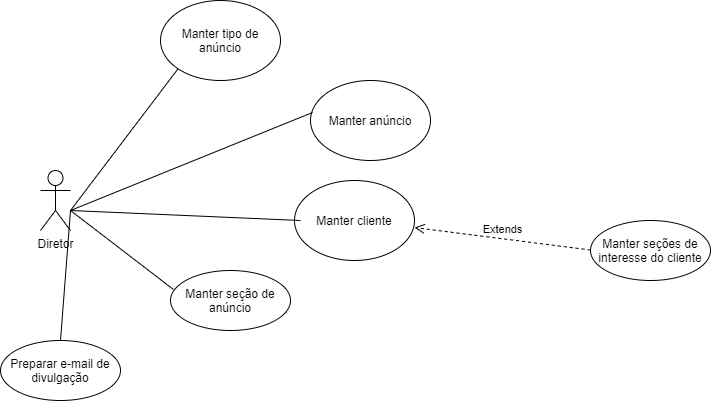 Manter tipo de
anúncio
Manter anúncio
Manter cliente
Extends
Manter seções de
interesse do cliente
Diretor
Manter seção de
anúncio
Preparar e-mail de
divulgação